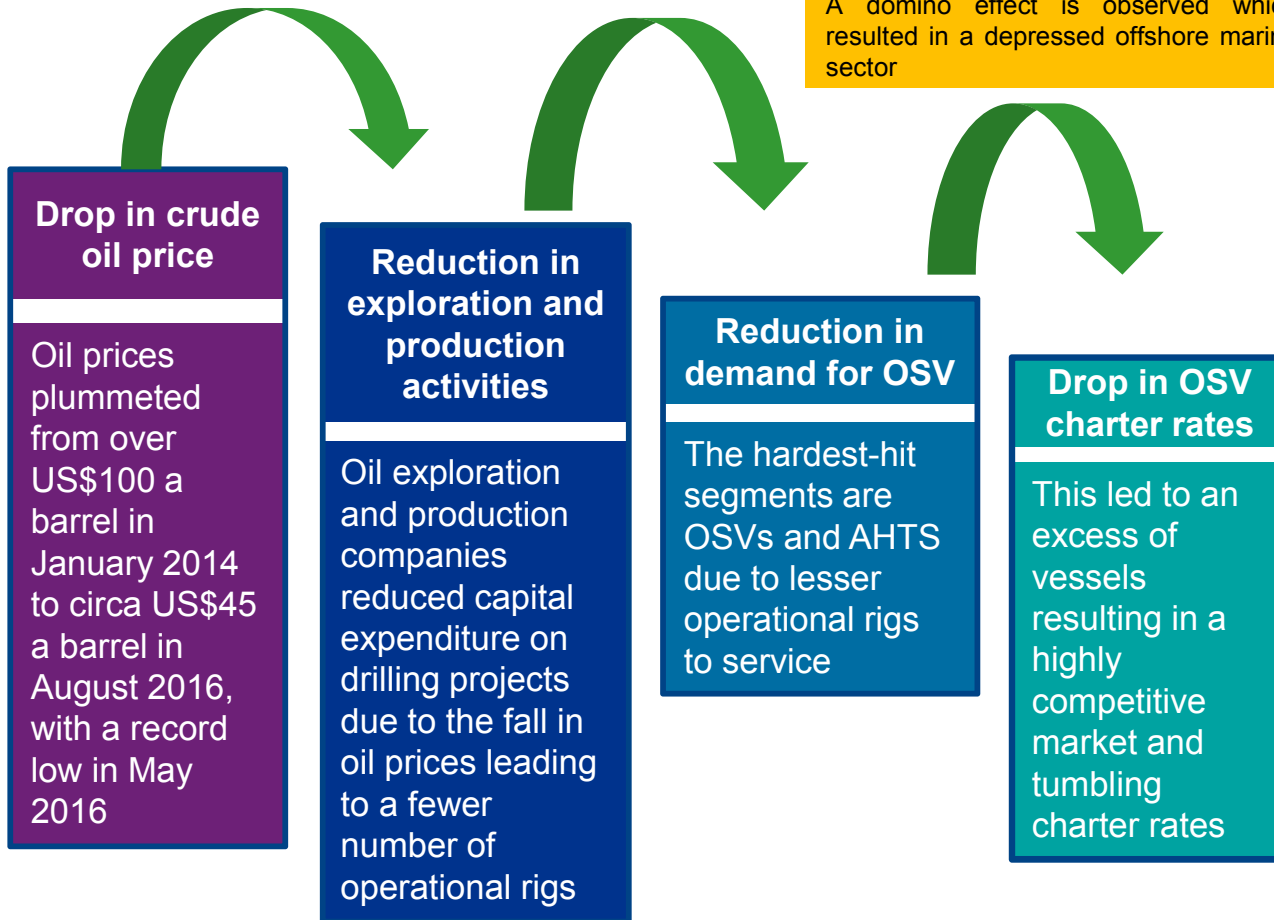 A domino effect is observed
resulted in a depressed offshore
sector
Drop in crude
oil price
Oil prices
plummeted
from over
US$100 a
barrel in
January 2014
to circa US$45
a barrel in
August 2016,
with a record
low in May
2016
Reduction in
exploration and
production
activities
Oil exploration
and production
companies
reduced capital
expenditure on
drilling projects
due to the fall in
oil prices leading
to a fewer
number of
operational rigs
Reduction in
demand for OSV
The hardest-hit
segments are
OSVs and AHTS
due to lesser
operational rigs
to service
Drop in OSV
charter rates
This led to an
excess of
vessels
resulting in a
highly
competitive
market and
tumbling
charter rates